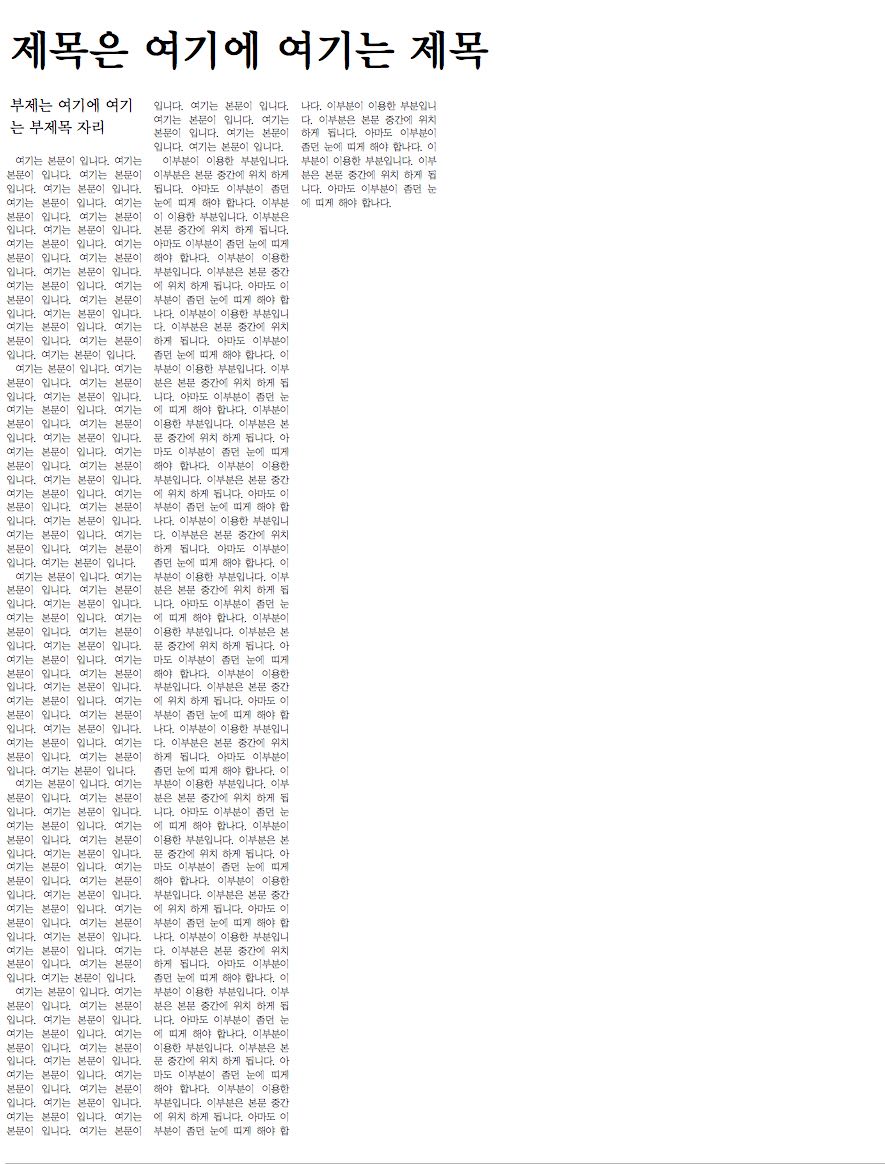 제목은 여기에 여기는 제목
부제는 여기에 여기
는 부제목 자리
여기는 본문이 입니다. 여기는
본문이 입니다. 여기는 본문이
입니다. 여기는 본문이 입니다.
여기는 본문이 입니다. 여기는
본문이 입니다. 여기는 본문이
입니다. 여기는 본문이 입니다.
여기는 본문이 입니다. 여기는
본문이 입니다. 여기는 본문이
입니다. 여기는 본문이 입니다.
여기는 본문이 입니다. 여기는
본문이 입니다. 여기는 본문이
입니다. 여기는 본문이 입니다.
여기는 본문이 입니다. 여기는
본문이 입니다. 여기는 본문이
입니다. 여기는 본문이 입니다.
여기는 본문이 입니다. 여기는
본문이 입니다. 여기는 본문이
입니다. 여기는 본문이 입니다.
여기는 본문이 입니다. 여기는
본문이 입니다. 여기는 본문이
입니다. 여기는 본문이 입니다.
여기는 본문이 입니다. 여기는
본문이 입니다. 여기는 본문이
입니다. 여기는 본문이 입니다.
여기는 본문이 입니다. 여기는
본문이 입니다. 여기는 본문이
입니다. 여기는 본문이 입니다.
여기는 본문이 입니다. 여기는
본문이 입니다. 여기는 본문이
입니다. 여기는 본문이 입니다.
여기는 본문이 입니다. 여기는
본문이 입니다. 여기는 본문이
입니다. 여기는 본문이 입니다.
여기는 본문이 입니다. 여기는
본문이 입니다. 여기는 본문이
입니다. 여기는 본문이 입니다.
여기는 본문이 입니다. 여기는
본문이 입니다. 여기는 본문이
입니다. 여기는 본문이 입니다.
여기는 본문이 입니다. 여기는
본문이 입니다. 여기는 본문이
입니다. 여기는 본문이 입니다.
여기는 본문이 입니다. 여기는
본문이 입니다. 여기는 본문이
입니다. 여기는 본문이 입니다.
여기는 본문이 입니다. 여기는
본문이 입니다. 여기는 본문이
입니다. 여기는 본문이 입니다.
여기는 본문이 입니다. 여기는
본문이 입니다. 여기는 본문이
입니다. 여기는 본문이 입니다.
여기는 본문이 입니다. 여기는
본문이 입니다. 여기는 본문이
입니다. 여기는 본문이 입니다.
여기는 본문이 입니다. 여기는
본문이 입니다. 여기는 본문이
입니다. 여기는 본문이 입니다.
여기는 본문이 입니다. 여기는
본문이 입니다. 여기는 본문이
입니다. 여기는 본문이 입니다.
여기는 본문이 입니다. 여기는
본문이 입니다. 여기는 본문이
입니다. 여기는 본문이 입니다.
여기는 본문이 입니다. 여기는
본문이 입니다. 여기는 본문이
입니다. 여기는 본문이 입니다.
여기는 본문이 입니다. 여기는
본문이 입니다. 여기는 본문이
입니다. 여기는 본문이 입니다.
여기는 본문이 입니다. 여기는
본문이 입니다. 여기는 본문이
입니다. 여기는 본문이 입니다.
여기는 본문이 입니다. 여기는
본문이 입니다. 여기는 본문이
입니다. 여기는 본문이 입니다.
이부분이 이용한 부분입니다.
이부분은 본문 중간에 위치 하게
됩니다. 아마도 이부분이 좀던
눈에 띠게 해야 합나다. 이부분
이 이용한 부분입니다. 이부분은
본문 중간에 위치 하게 됩니다.
아마도 이부분이 좀던 눈에 띠게
해야 합나다. 이부분이 이용한
부분입니다. 이부분은 본문 중간
에 위치 하게 됩니다. 아마도 이
부분이 좀던 눈에 띠게 해야 합
나다. 이부분이 이용한 부분입니
다. 이부분은 본문 중간에 위치
하게 됩니다. 아마도 이부분이
좀던 눈에 띠게 해야 합나다. 이
부분이 이용한 부분입니다. 이부
분은 본문 중간에 위치 하게 됩
니다. 아마도 이부분이 좀던 눈
에 띠게 해야 합나다. 이부분이
이용한 부분입니다. 이부분은 본
문 중간에 위치 하게 됩니다. 아
마도 이부분이 좀던 눈에 띠게
해야 합나다. 이부분이 이용한
부분입니다. 이부분은 본문 중간
에 위치 하게 됩니다. 아마도 이
부분이 좀던 눈에 띠게 해야 합
나다. 이부분이 이용한 부분입니
다. 이부분은 본문 중간에 위치
하게 됩니다. 아마도 이부분이
좀던 눈에 띠게 해야 합나다. 이
부분이 이용한 부분입니다. 이부
분은 본문 중간에 위치 하게 됩
니다. 아마도 이부분이 좀던 눈
에 띠게 해야 합나다. 이부분이
이용한 부분입니다. 이부분은 본
문 중간에 위치 하게 됩니다. 아
마도 이부분이 좀던 눈에 띠게
해야 합나다. 이부분이 이용한
부분입니다. 이부분은 본문 중간
에 위치 하게 됩니다. 아마도 이
부분이 좀던 눈에 띠게 해야 합
나다. 이부분이 이용한 부분입니
다. 이부분은 본문 중간에 위치
하게 됩니다. 아마도 이부분이
좀던 눈에 띠게 해야 합나다. 이
부분이 이용한 부분입니다. 이부
분은 본문 중간에 위치 하게 됩
니다. 아마도 이부분이 좀던 눈
에 띠게 해야 합나다. 이부분이
이용한 부분입니다. 이부분은 본
문 중간에 위치 하게 됩니다. 아
마도 이부분이 좀던 눈에 띠게
해야 합나다. 이부분이 이용한
부분입니다. 이부분은 본문 중간
에 위치 하게 됩니다. 아마도 이
부분이 좀던 눈에 띠게 해야 합
나다. 이부분이 이용한 부분입니
다. 이부분은 본문 중간에 위치
하게 됩니다. 아마도 이부분이
좀던 눈에 띠게 해야 합나다. 이
부분이 이용한 부분입니다. 이부
분은 본문 중간에 위치 하게 됩
니다. 아마도 이부분이 좀던 눈
에 띠게 해야 합나다. 이부분이
이용한 부분입니다. 이부분은 본
문 중간에 위치 하게 됩니다. 아
마도 이부분이 좀던 눈에 띠게
해야 합나다. 이부분이 이용한
부분입니다. 이부분은 본문 중간
에 위치 하게 됩니다. 아마도 이
부분이 좀던 눈에 띠게 해야 합
나다. 이부분이 이용한 부분입니
다. 이부분은 본문 중간에 위치
하게 됩니다. 아마도 이부분이
좀던 눈에 띠게 해야 합나다. 이
부분이 이용한 부분입니다. 이부
분은 본문 중간에 위치 하게 됩
니다. 아마도 이부분이 좀던 눈
에 띠게 해야 합나다.